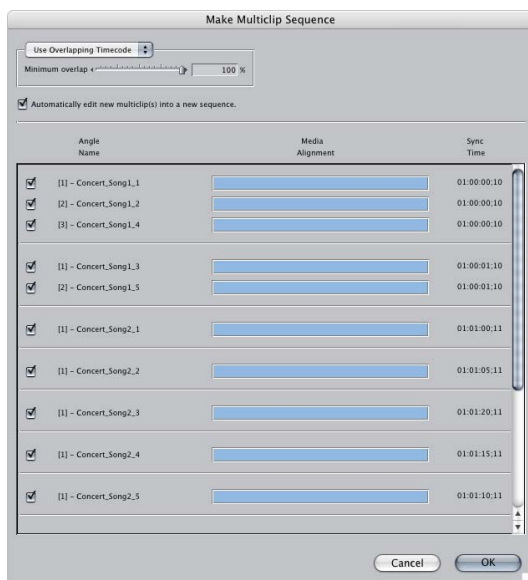 Make Multiclip Sequence
Use Overlapping Timecode
Minimum overlap 100 %
Automatically edit new multiclip(s) into a new sequence.
Angle Name Media Alignment Sync Time
[1] - Concert_Song1_1 01:00:00;10
[2] - Concert_Song1_2 01:00:00;10
[3] - Concert_Song1_4 01:00:00;10
[1] - Concert_Song1_3 01:00:01;10
[2] - Concert_Song1_5 01:00:01;10
[1] - Concert_Song2_1 01:01:00;11
[1] - Concert_Song2_2 01:01:05;11
[1] - Concert_Song2_3 01:01:20;11
[1] - Concert_Song2_4 01:01:15;11
[1] - Concert_Song2_5 01:01:10;11
Cancel OK